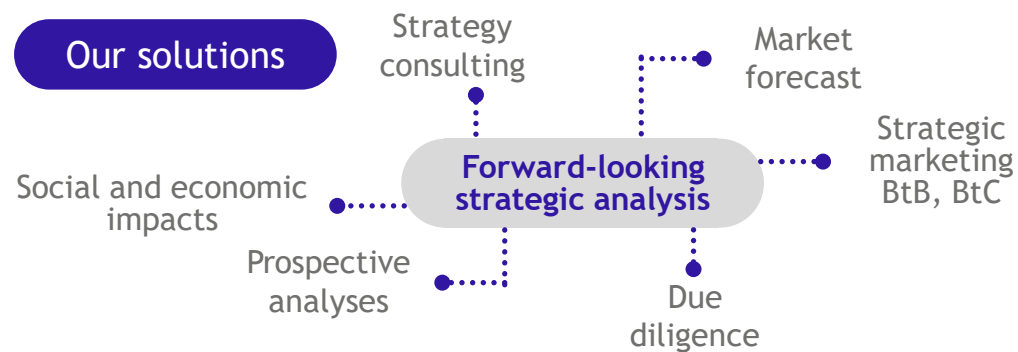 Our solutions
Strategy
consulting
Market
forecast
Strategic
marketing
BtB, BtC
Forward-looking
strategic analysis
Social and economic
impacts
Prospective
analyses
Due
diligence